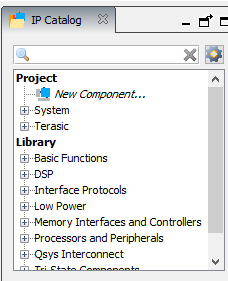 IP Catalog
Project
New Component...
System
Terasic
Library
Basic Functions
DSP
Interface Protocols
Low Power
Memory Interfaces and Controllers
Processors and Peripherals
Qsys Interconnect
Tri-State Components